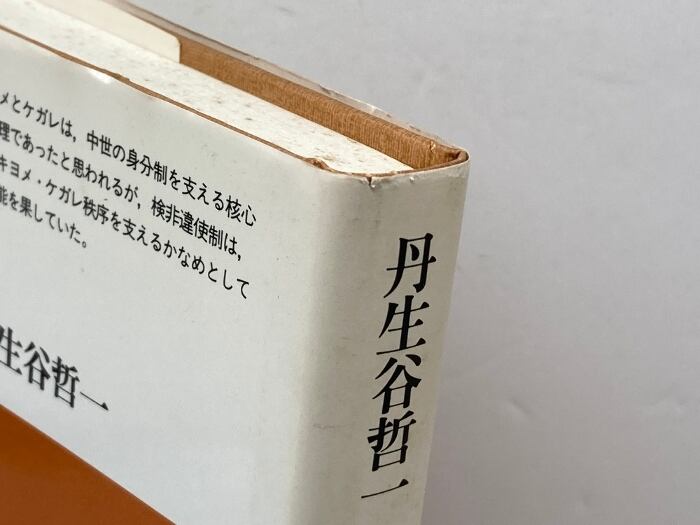 メとケガレは，中世の身分制を支える核心
理であったと思われるが，検非違使制は，
キヨメ・ケガレ秩序を支えるかなめとして
能を果していた。
生谷哲一
丹生谷哲一